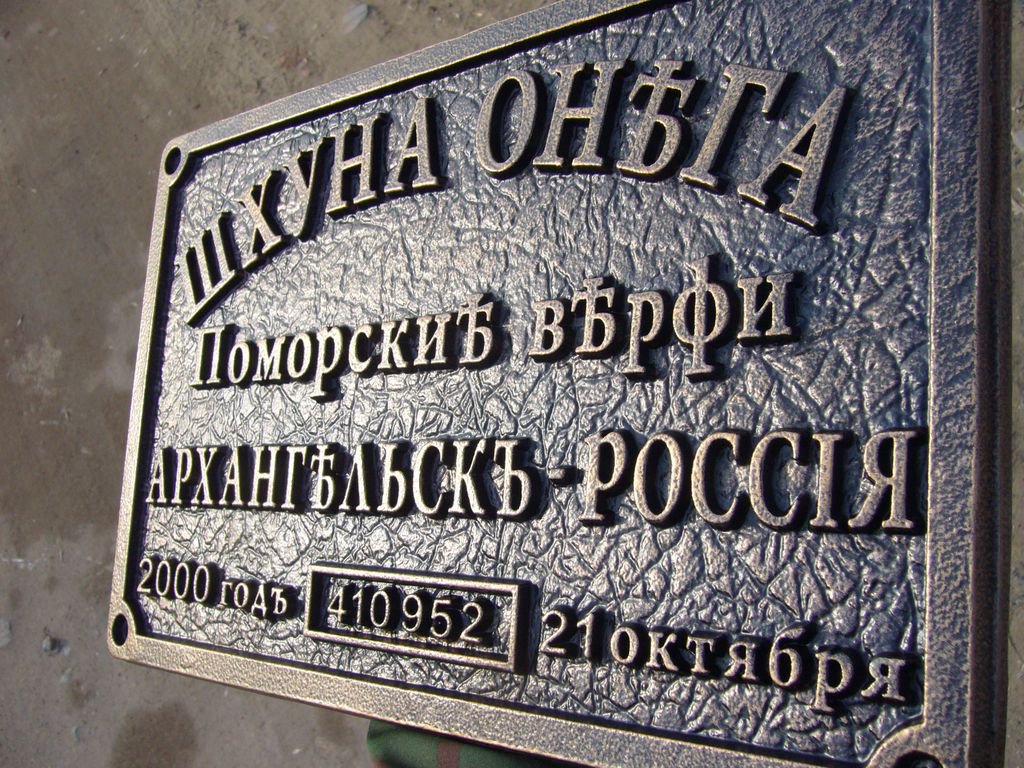 ШХУНА ОНѢГА
Поморскиѣ вѣрфи
АРХАНГѢЛЬСКЪ-РОССІЯ
2000 годъ 410952 21 октября